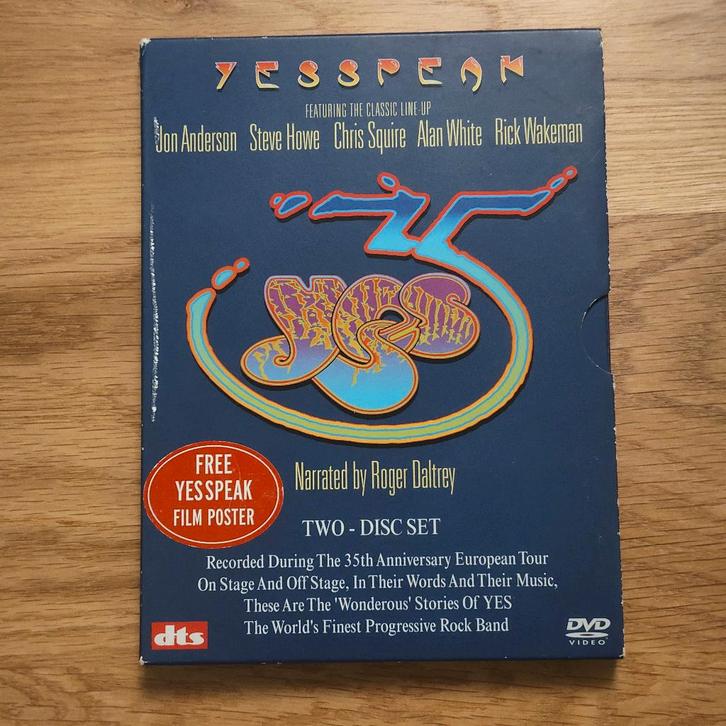 YESSPEAK
FEATURING THE CLASSIC LINE-UP
Jon Anderson Steve Howe Chris Squire Alan White Rick Wakeman
35
Yes
Narrated by Roger Daltrey
FREE
YESSPEAK
FILM POSTER
TWO - DISC SET
Recorded During The 35th Anniversary European Tour
On Stage And Off Stage, In Their Words And Their Music,
These Are The 'Wonderous' Stories Of YES
The World's Finest Progressive Rock Band
dts
DVD
VIDEO